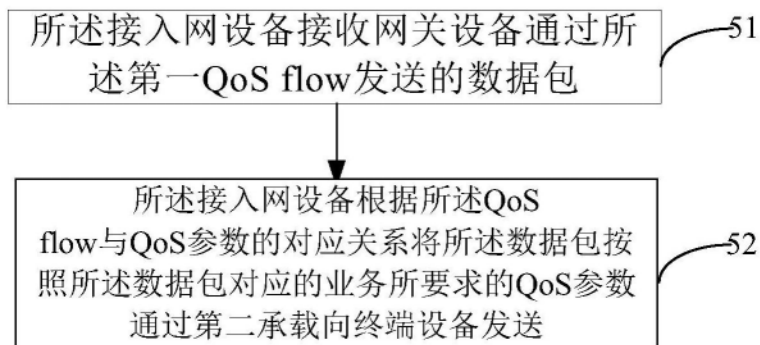 所述接入网设备接收网关设备通过所
述第一QoS flow发送的数据包
51
所述接入网设备根据所述QoS
flow与QoS参数的对应关系将所述数据包按
照所述数据包对应的业务所要求的QoS参数
通过第二承载向终端设备发送
52